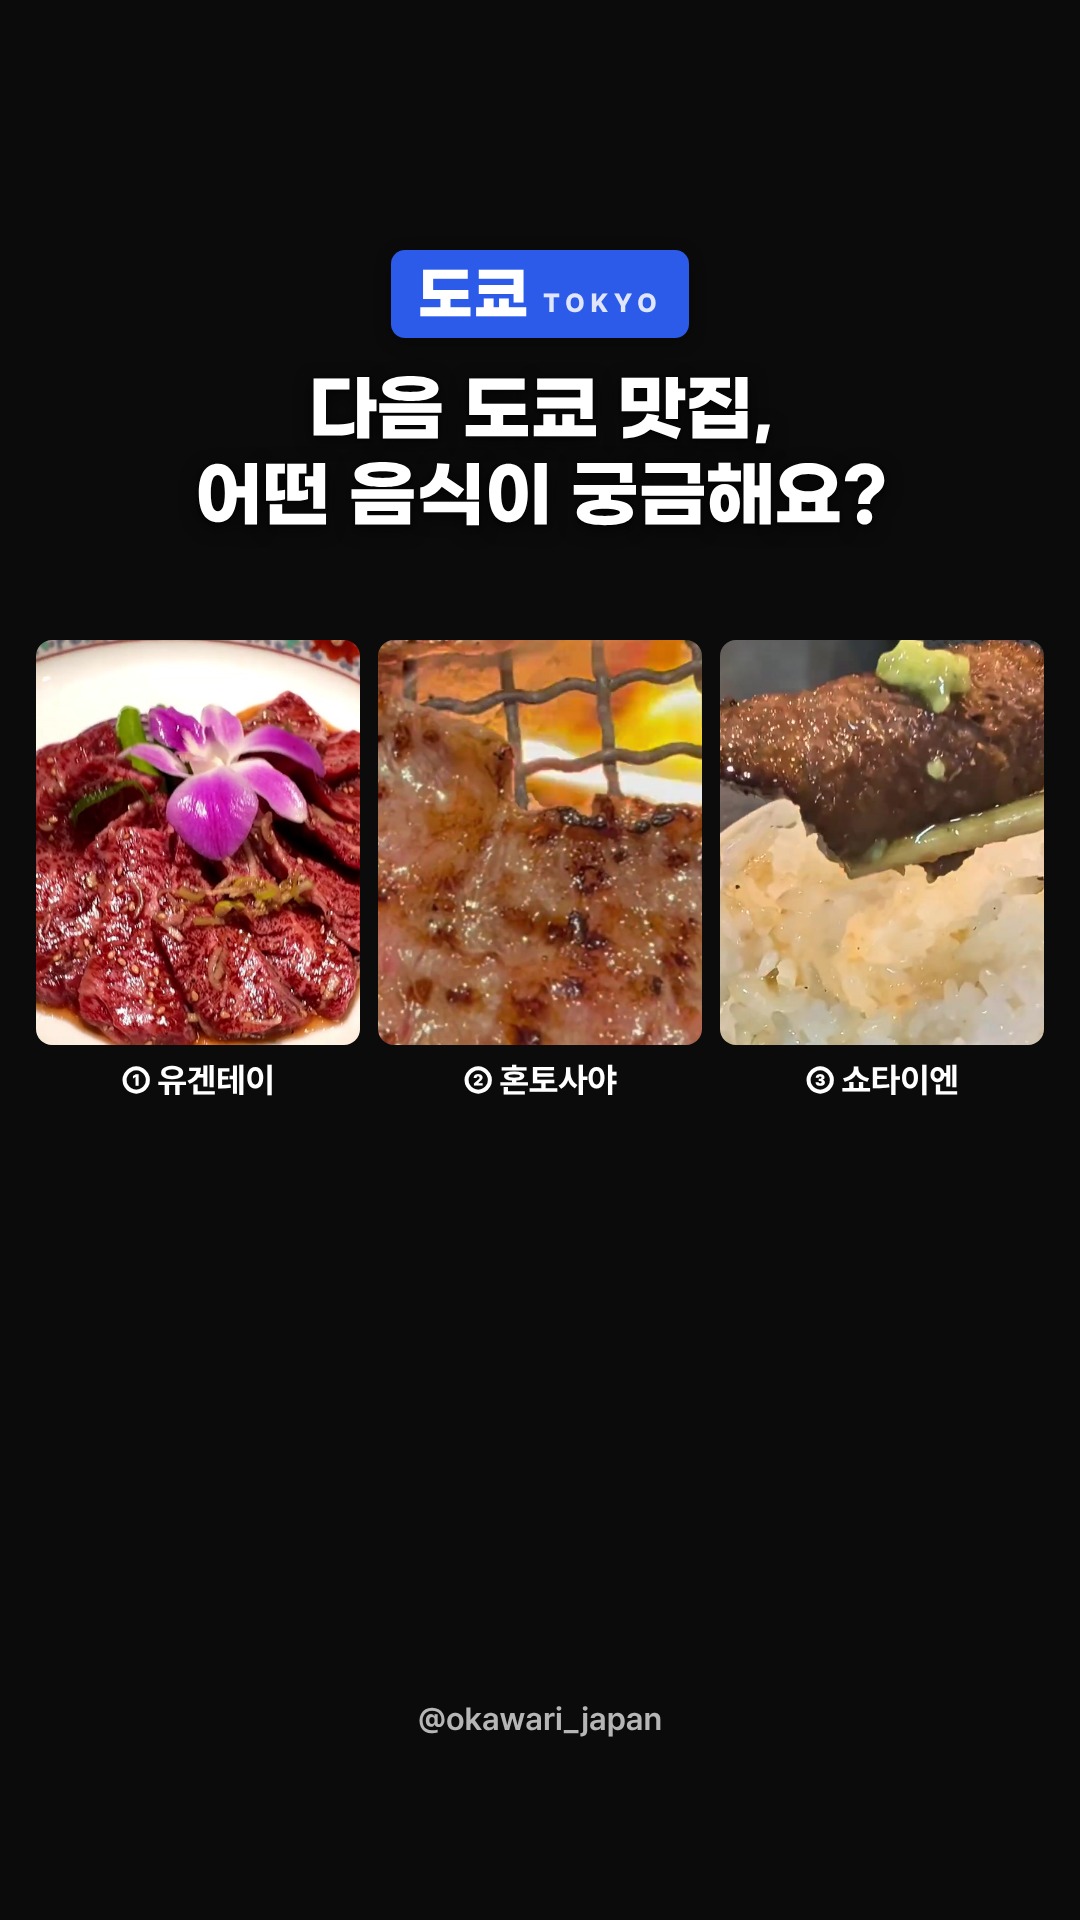 도쿄 TOKYO
다음 도쿄 맛집,
어떤 음식이 궁금해요?
① 유겐테이
② 혼토사야
③ 쇼타이엔
@okawari_japan